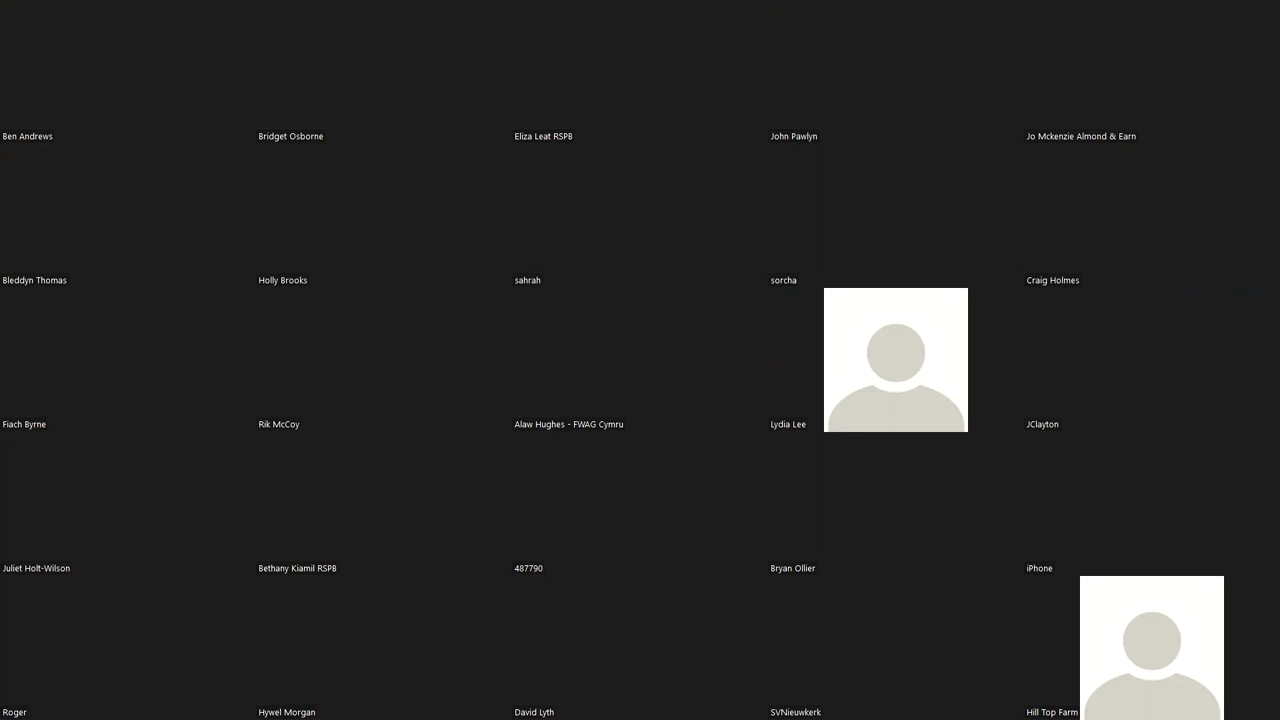 Ben Andrews
Bridget Osborne
Eliza Leat RSPB
John Pawlyn
Jo Mckenzie Almond & Earn
Bleddyn Thomas
Holly Brooks
sahrah
sorcha
Craig Holmes
Fiach Byrne
Rik McCoy
Alaw Hughes - FWAG Cymru
Lydia Lee
JClayton
Juliet Holt-Wilson
Bethany Kiamil RSPB
487790
Bryan Ollier
iPhone
Roger
Hywel Morgan
David Lyth
SVNieuwkerk
Hill Top Farm